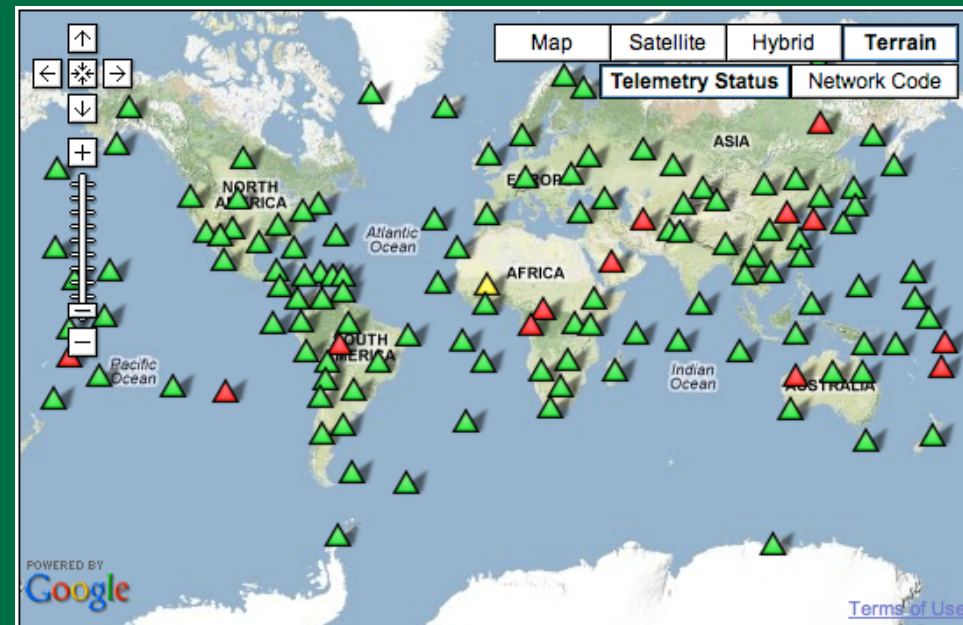 Map Satellite Hybrid Terrain
Telemetry Status Network Code
ASIA
EUROPE
NORTH
AMERICA
Atlantic
Ocean
AFRICA
SOUTH
AMERICA
Pacific
Ocean
Indian
Ocean
AUSTRALIA
POWERED BY
Google
Terms of Use